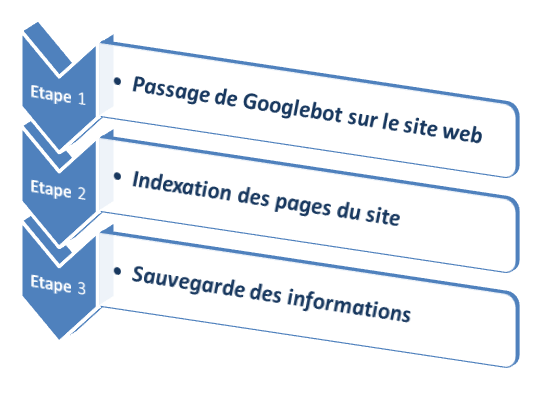 Etape 1
• Passage de Googlebot sur le site web
Etape 2
• Indexation des pages du site
Etape 3
• Sauvegarde des informations